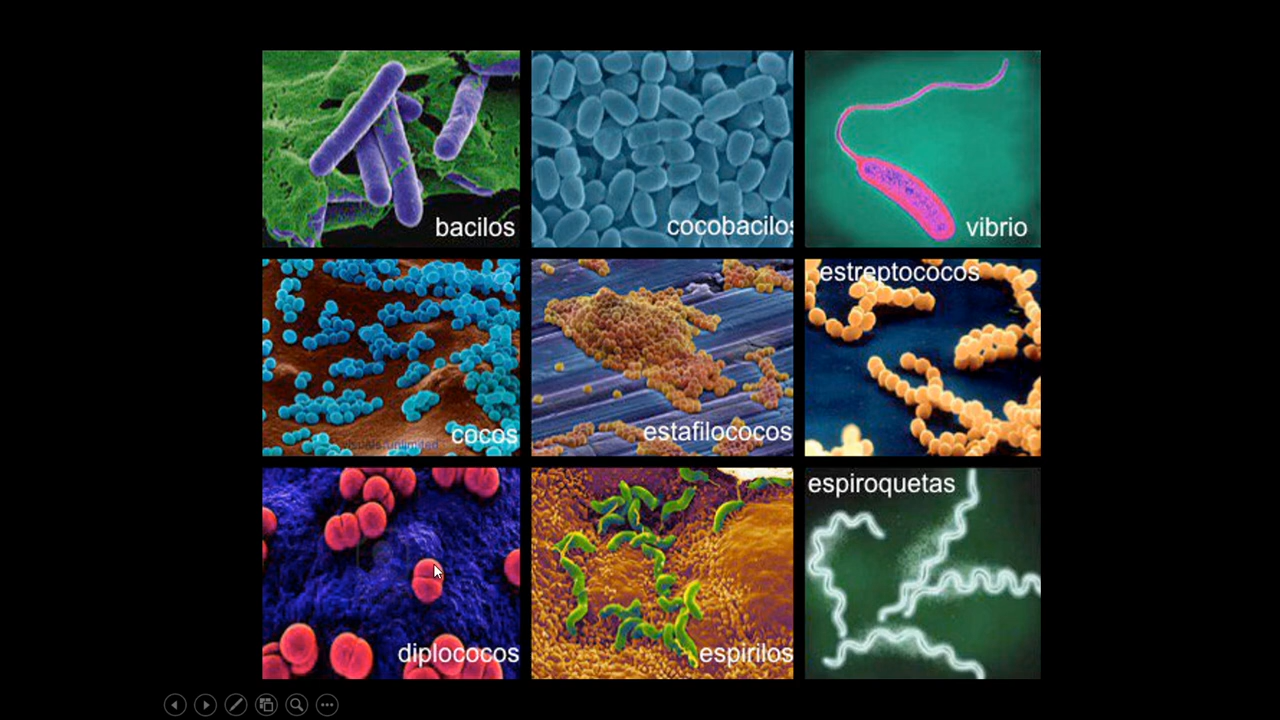 bacilos
cocobacilos
vibrio
cocos
estafilococos
estreptococos
diplococos
espirilos
espiroquetas